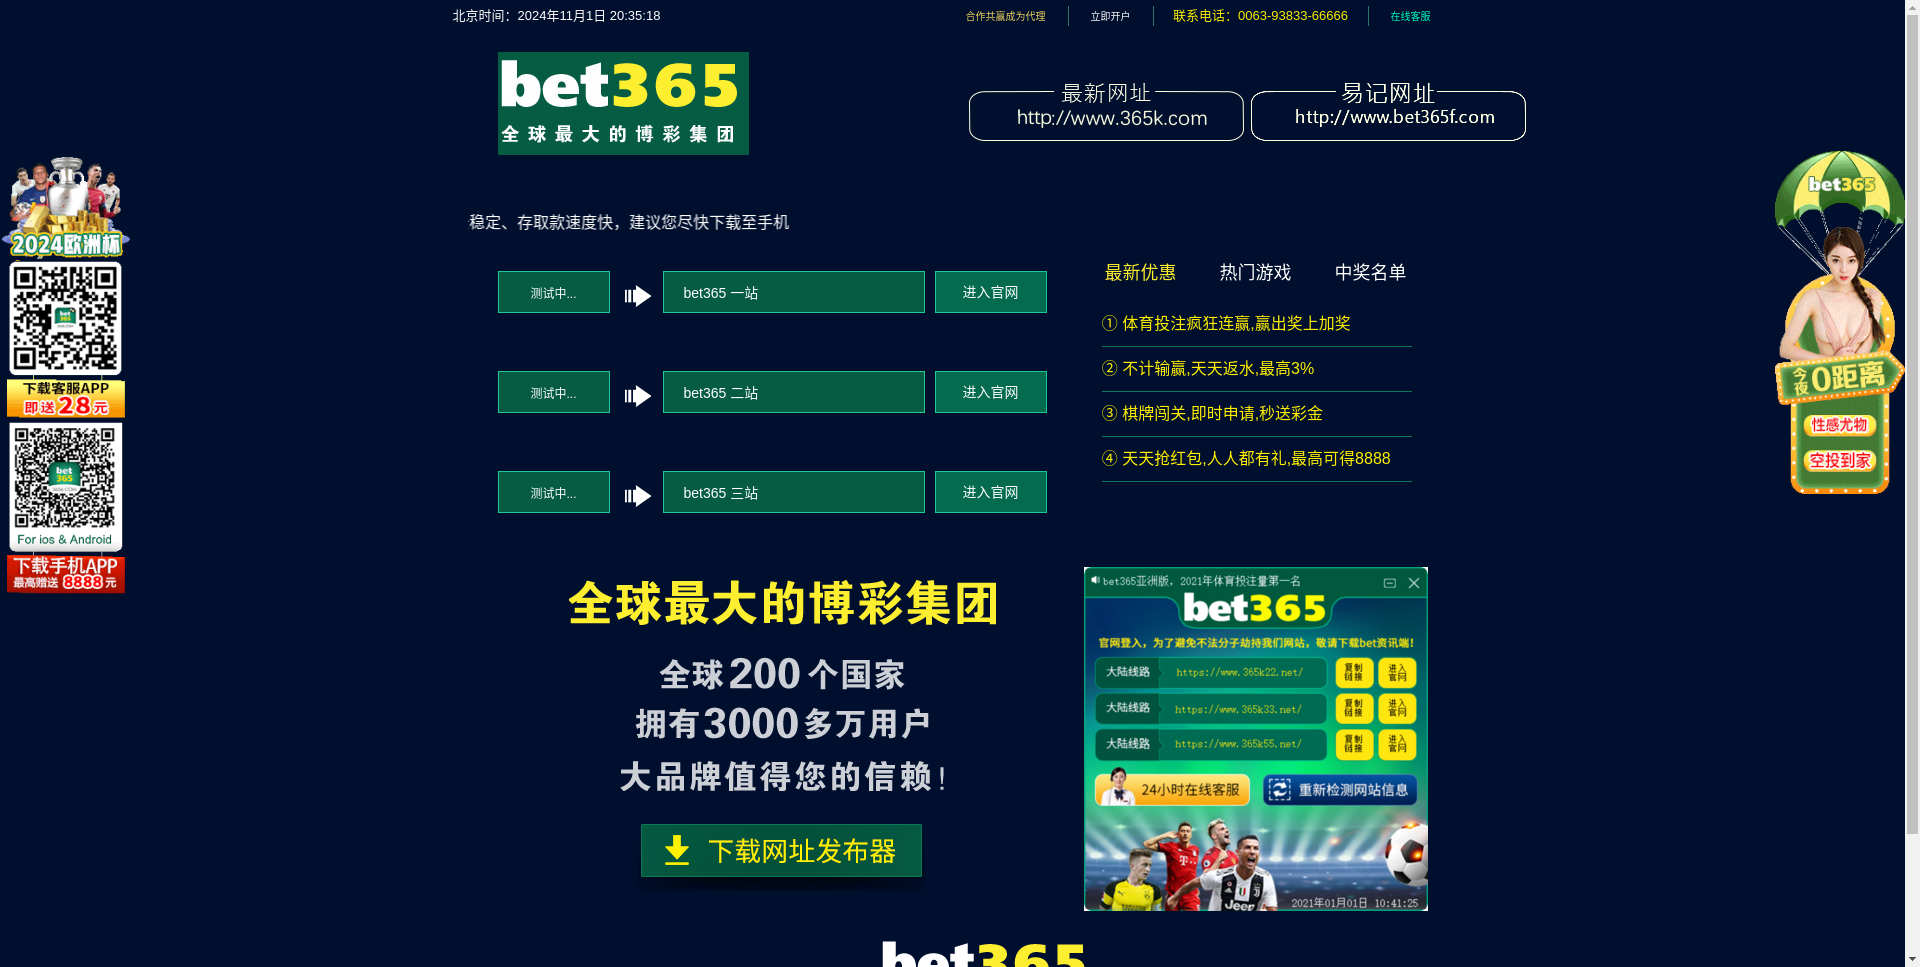 北京时间：2024年11月1日 20:35:18
合作共赢成为代理
立即开户
联系电话：0063-93833-66666
在线客服
bet365
全球最大的博彩集团
最新网址
http://www.365k.com
易记网址
http://www.bet365f.com
稳定、存取款速度快，建议您尽快下载至手机
测试中...
bet365 一站
进入官网
测试中...
bet365 二站
进入官网
测试中...
bet365 三站
进入官网
最新优惠
热门游戏
中奖名单
① 体育投注疯狂连赢,赢出奖上加奖
② 不计输赢,天天返水,最高3%
③ 棋牌闯关,即时申请,秒送彩金
④ 天天抢红包,人人都有礼,最高可得8888
2024欧洲杯
bet
365
下载客服APP
即送28元
bet
365
For ios & Android
下载手机APP
最高赠送8888元
bet365
今夜0距离
性感尤物
空投到家
全球最大的博彩集团
全球200个国家
拥有3000多万用户
大品牌值得您的信赖！
下载网址发布器
bet365亚洲版，2021年体育投注量第一名
bet365
官网登入，为了避免不法分子劫持我们网站，敬请下载bet资讯端！
大陆线路
https://www.365k22.net/
复制链接
进入官网
大陆线路
https://www.365k33.net/
复制链接
进入官网
大陆线路
https://www.365k55.net/
复制链接
进入官网
24小时在线客服
重新检测网站信息
Jeep
2021年01月01日 10:41:25
bet365